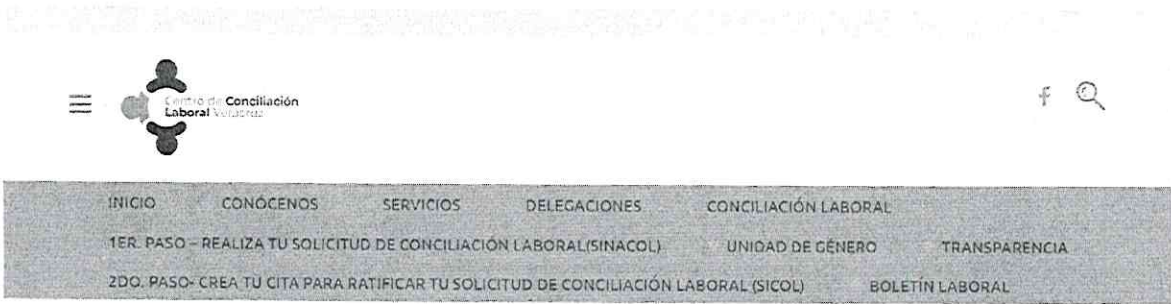 Centro de Conciliación
Laboral Veracruz
f
INICIO CONÓCENOS SERVICIOS DELEGACIONES CONCILIACIÓN LABORAL
1ER. PASO – REALIZA TU SOLICITUD DE CONCILIACIÓN LABORAL(SINACOL) UNIDAD DE GÉNERO TRANSPARENCIA
2DO. PASO- CREA TU CITA PARA RATIFICAR TU SOLICITUD DE CONCILIACIÓN LABORAL (SICOL) BOLETÍN LABORAL